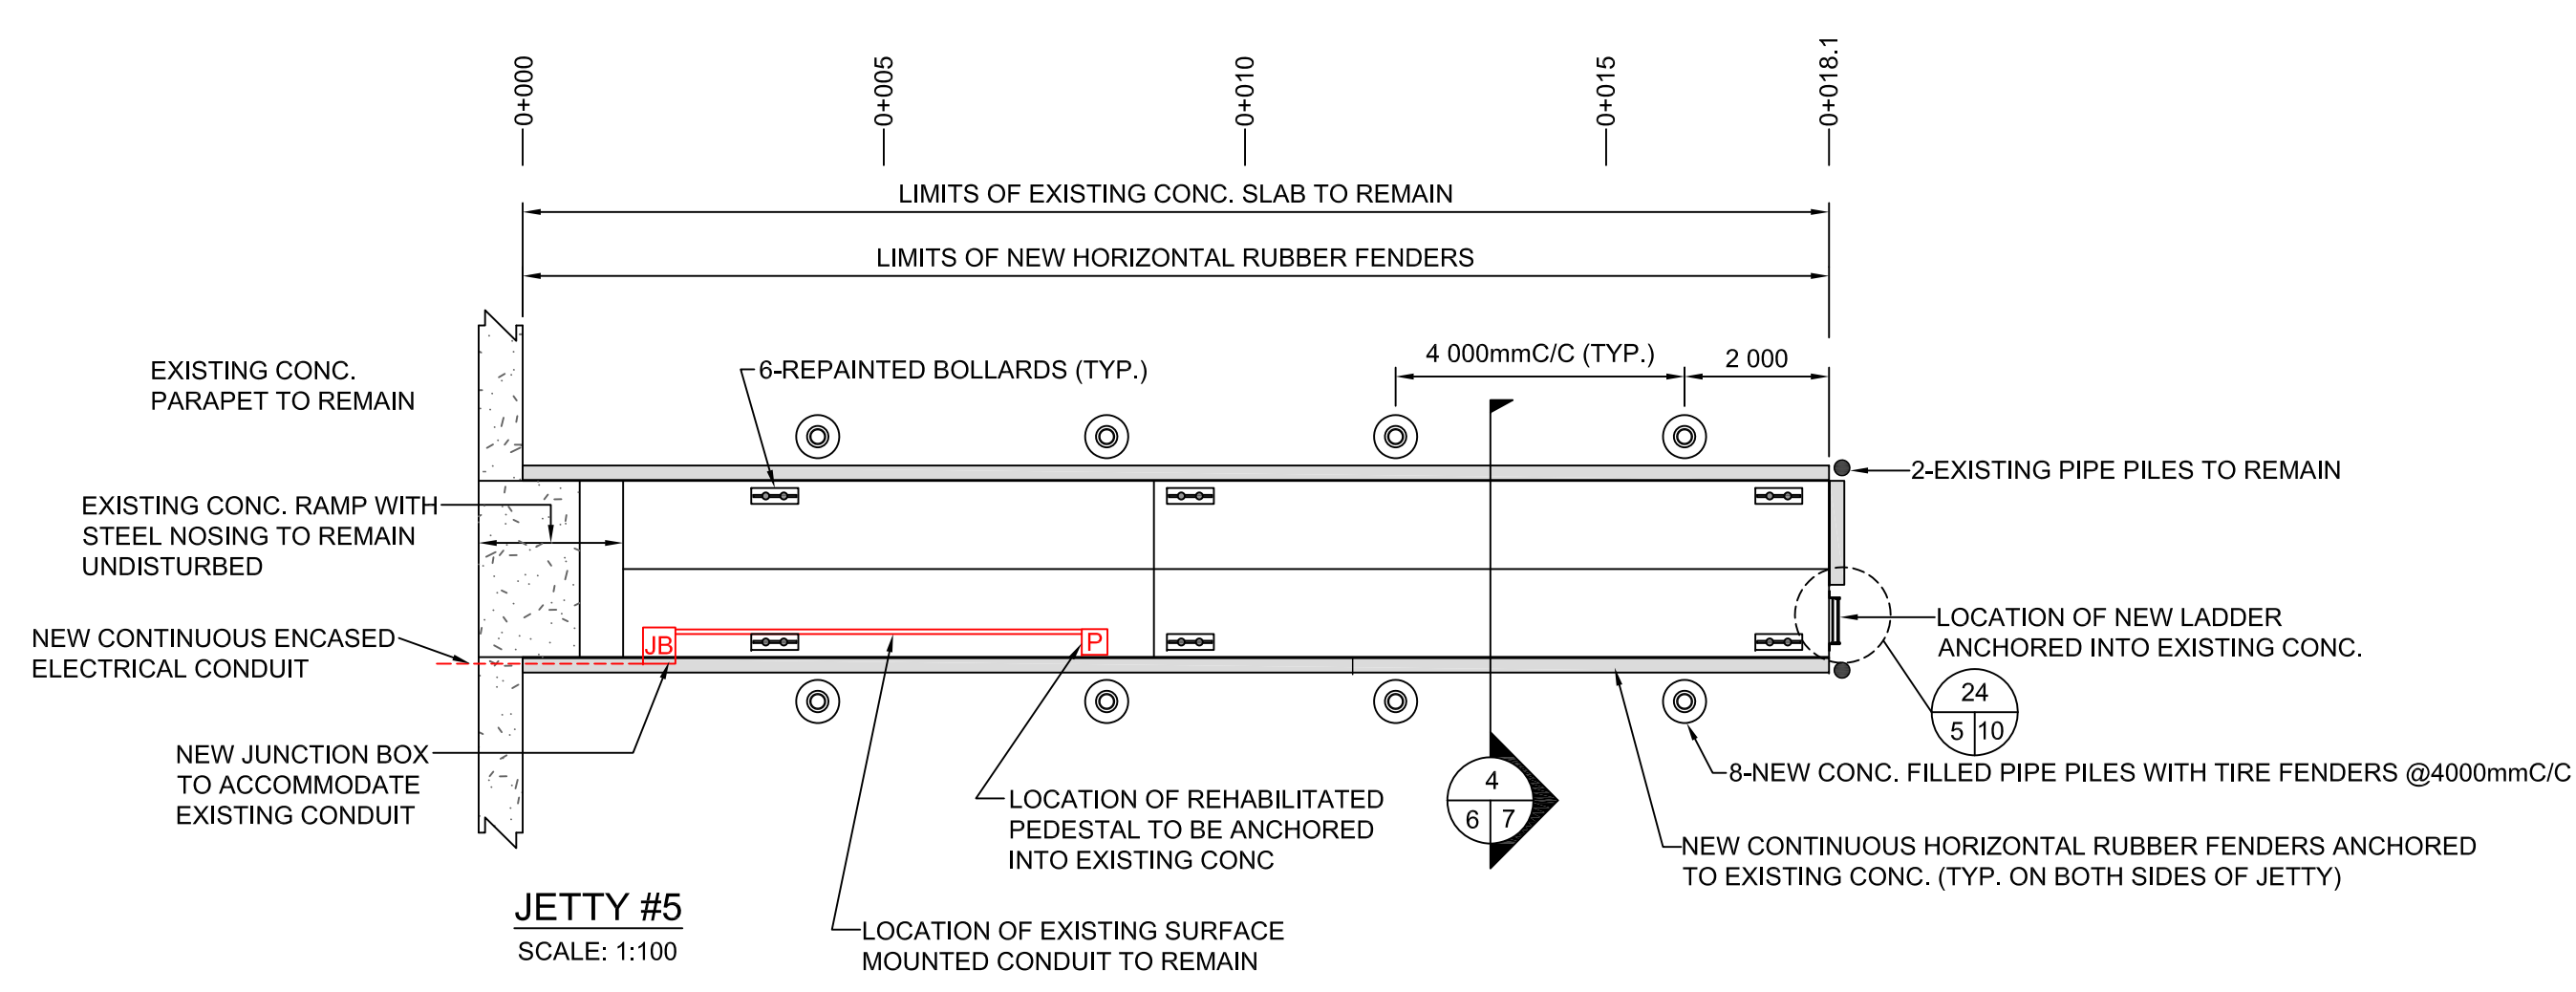 0+000
0+005
0+010
0+015
0+018.1
LIMITS OF EXISTING CONC. SLAB TO REMAIN
LIMITS OF NEW HORIZONTAL RUBBER FENDERS
4 000mmC/C (TYP.)
2 000
EXISTING CONC.
PARAPET TO REMAIN
6-REPAINTED BOLLARDS (TYP.)
2-EXISTING PIPE PILES TO REMAIN
EXISTING CONC. RAMP WITH
STEEL NOSING TO REMAIN
UNDISTURBED
NEW CONTINUOUS ENCASED
ELECTRICAL CONDUIT
JB
P
LOCATION OF NEW LADDER
ANCHORED INTO EXISTING CONC.
24
5 10
NEW JUNCTION BOX
TO ACCOMMODATE
EXISTING CONDUIT
LOCATION OF REHABILITATED
PEDESTAL TO BE ANCHORED
INTO EXISTING CONC
4
6 7
8-NEW CONC. FILLED PIPE PILES WITH TIRE FENDERS @4000mmC/C
NEW CONTINUOUS HORIZONTAL RUBBER FENDERS ANCHORED
TO EXISTING CONC. (TYP. ON BOTH SIDES OF JETTY)
LOCATION OF EXISTING SURFACE
MOUNTED CONDUIT TO REMAIN
JETTY #5
SCALE: 1:100